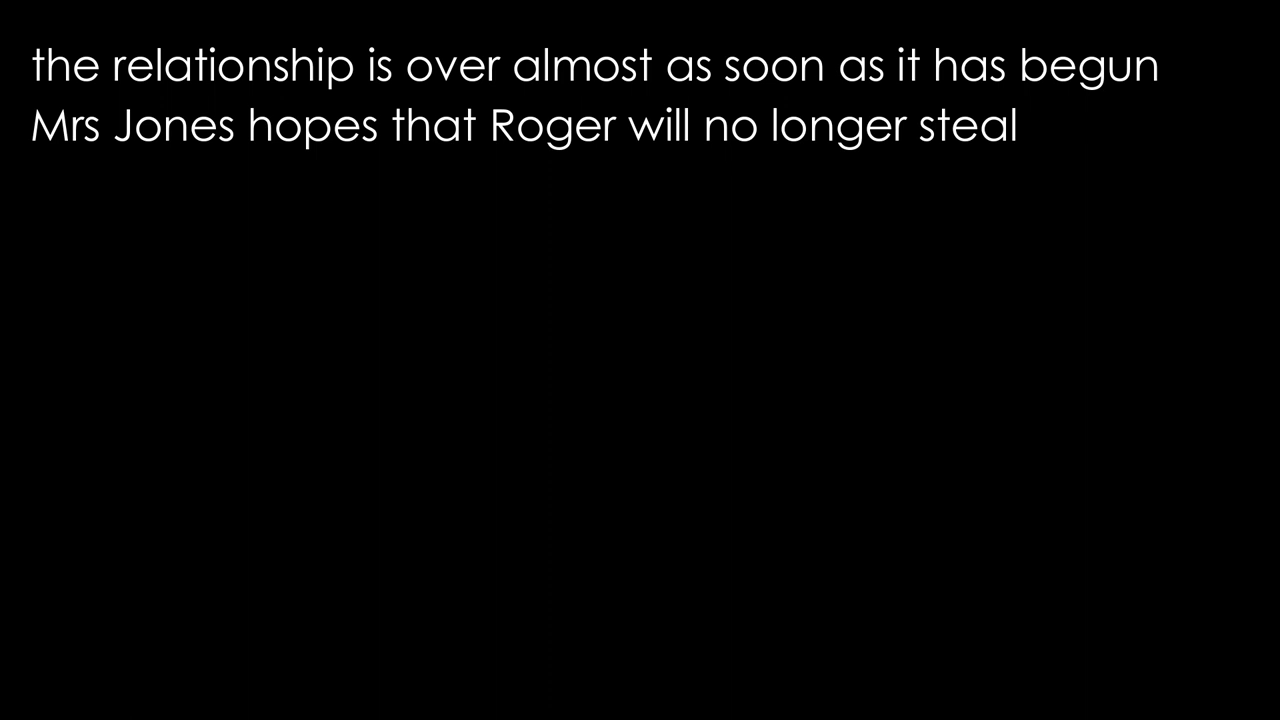 the relationship is over almost as soon as it has begun
Mrs Jones hopes that Roger will no longer steal